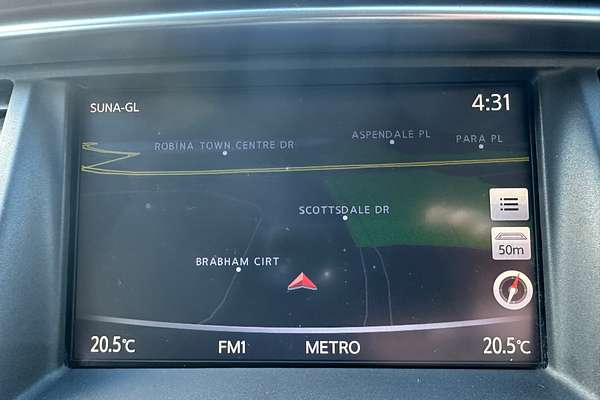 SUNA-GL
4:31
ASPENDALE PL
ROBINA TOWN CENTRE DR
PARA PL
SCOTTSDALE DR
50m
BRABHAM CIRT
20.5℃ FM1 METRO 20.5℃